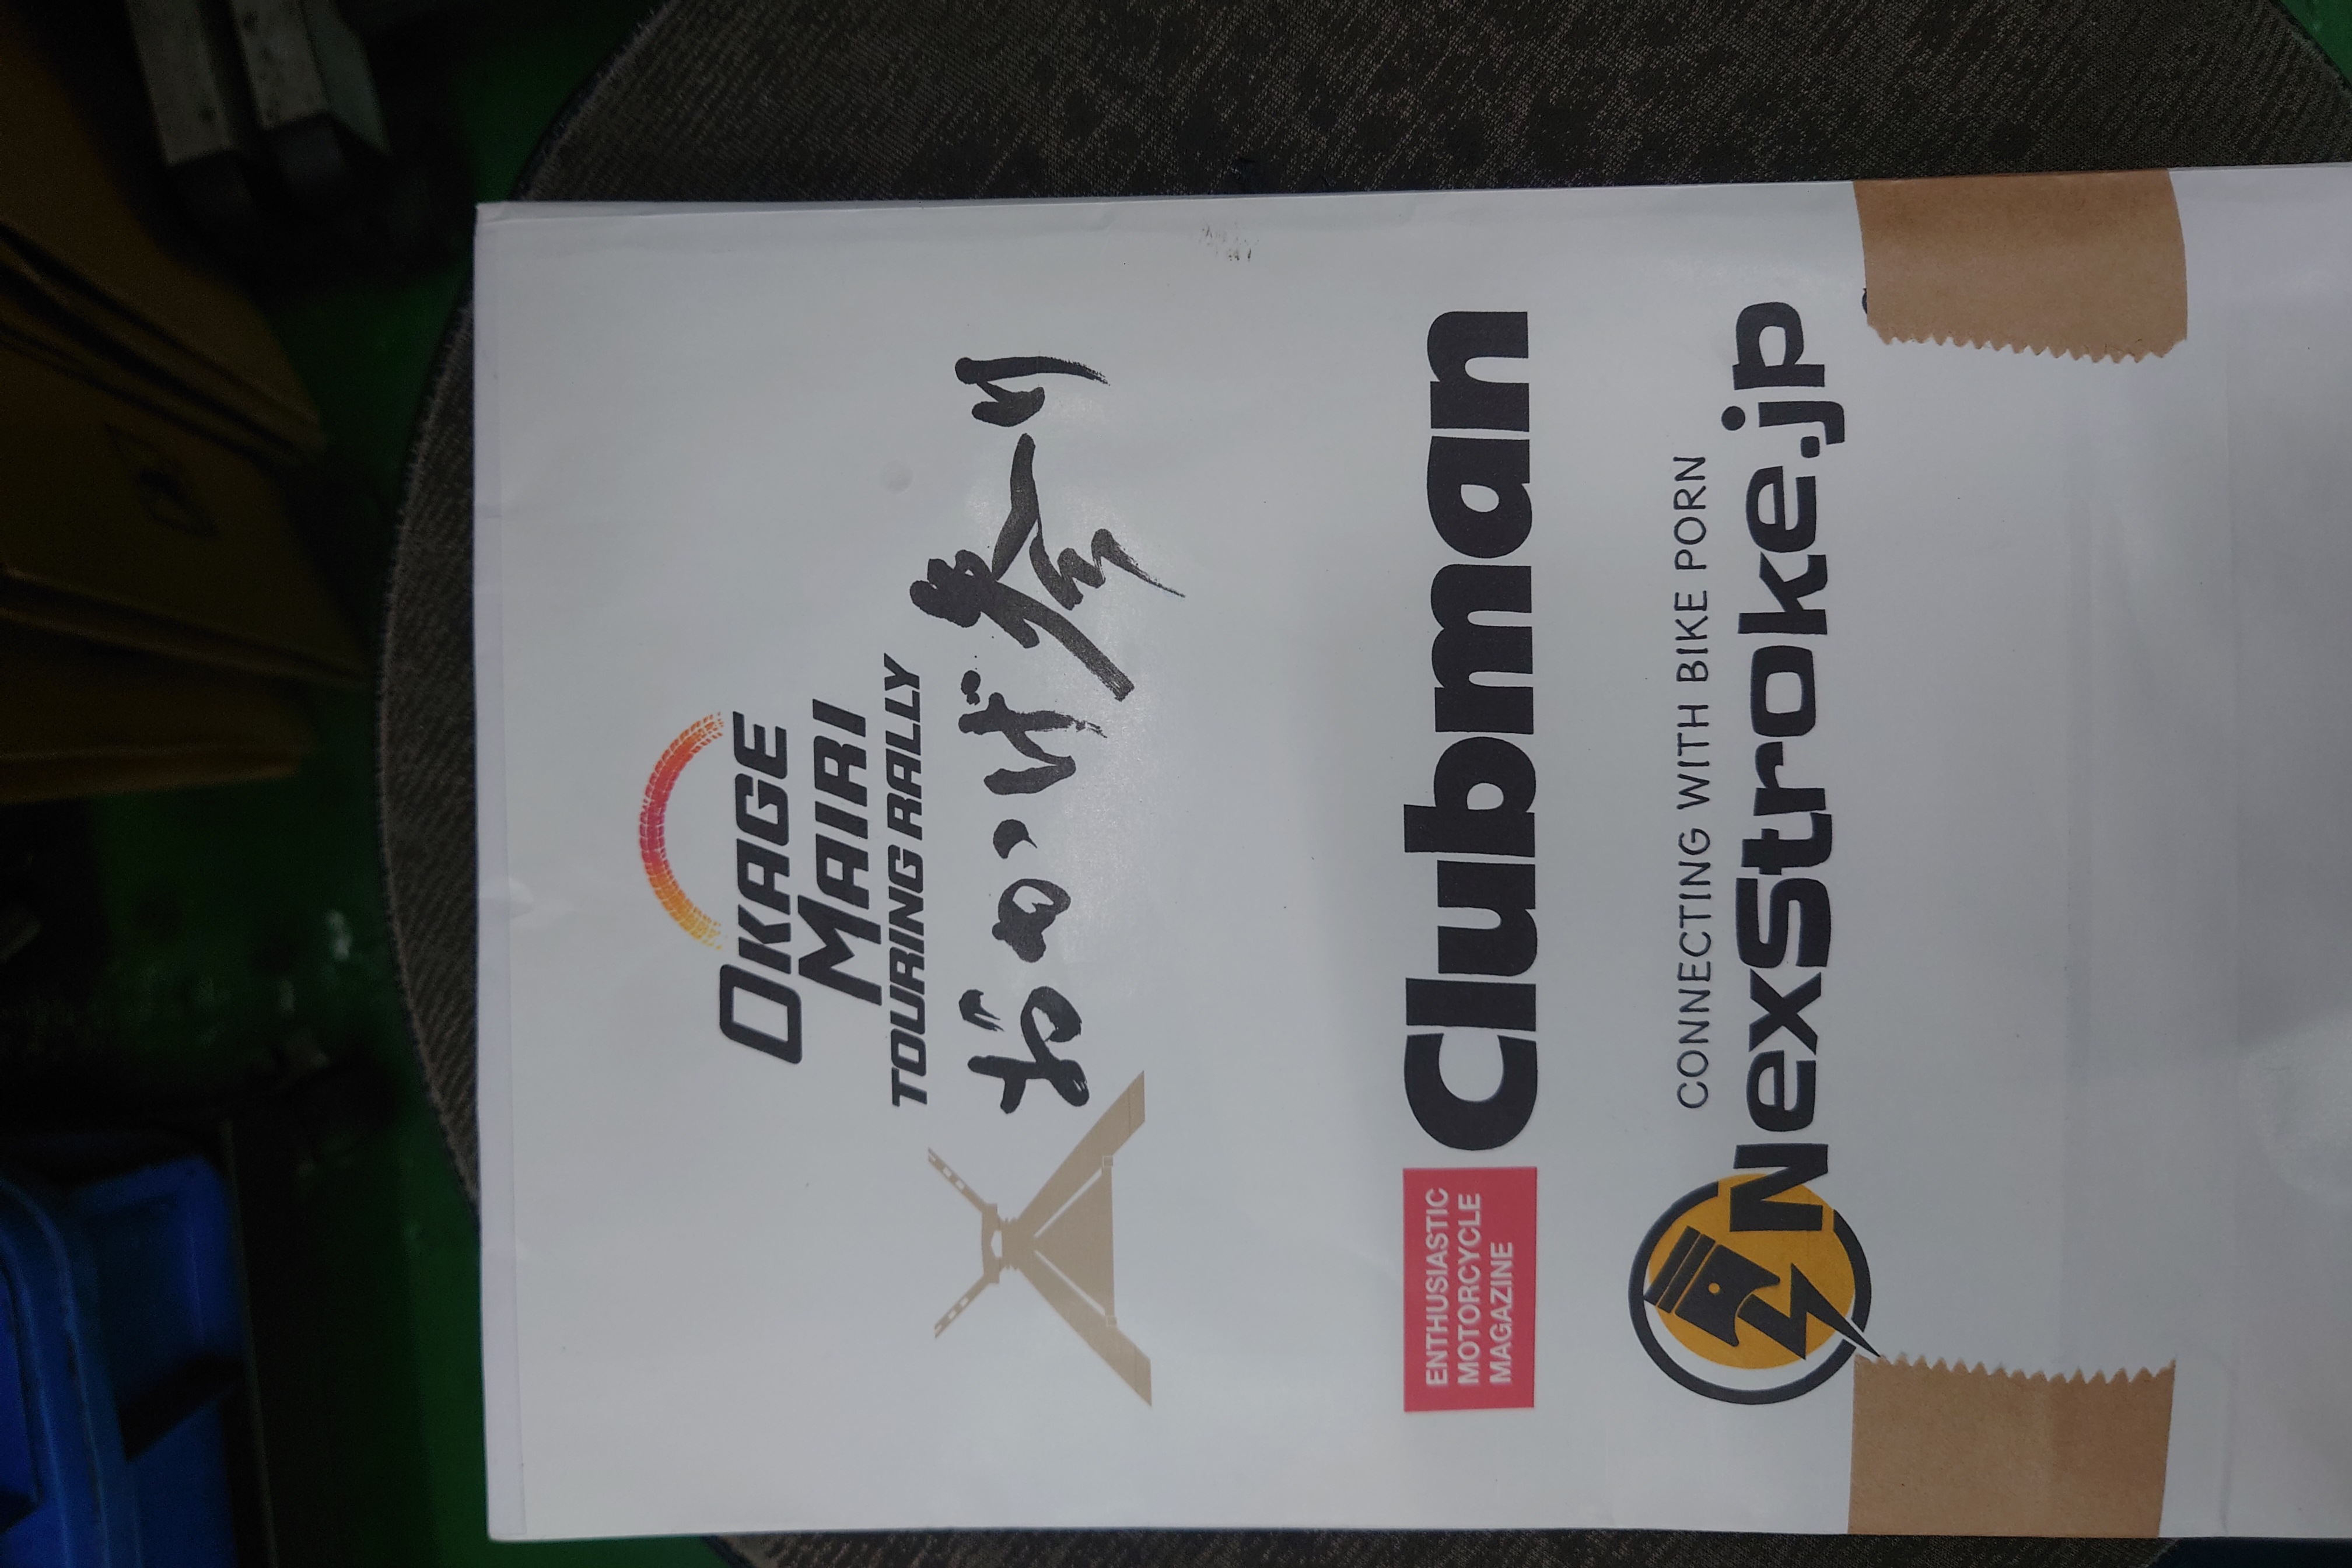 OKAGE
MAIRI
TOURING RALLY
おかげ参り
ENTHUSIASTIC
MOTORCYCLE
MAGAZINE
Clubman
CONNECTING WITH BIKE PORN
NexStroke.jp